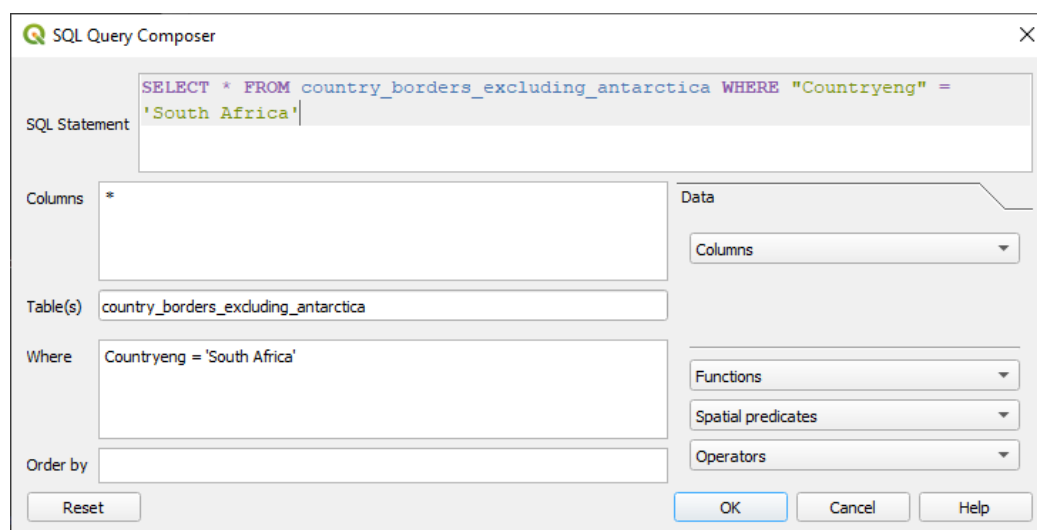 SQL Query Composer
SELECT * FROM country_borders_excluding_antarctica WHERE "Countryeng" =
'South Africa'
SQL Statement
Columns
*
Data
Columns
Table(s)
country_borders_excluding_antarctica
Where
Countryeng = 'South Africa'
Functions
Spatial predicates
Operators
Order by
Reset
OK
Cancel
Help